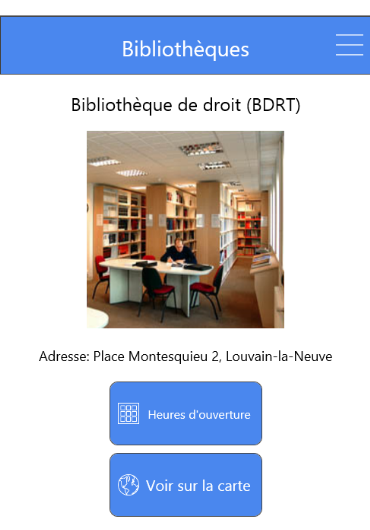 Bibliothèques
Bibliothèque de droit (BDRT)
Adresse: Place Montesquieu 2, Louvain-la-Neuve
Heures d'ouverture
Voir sur la carte